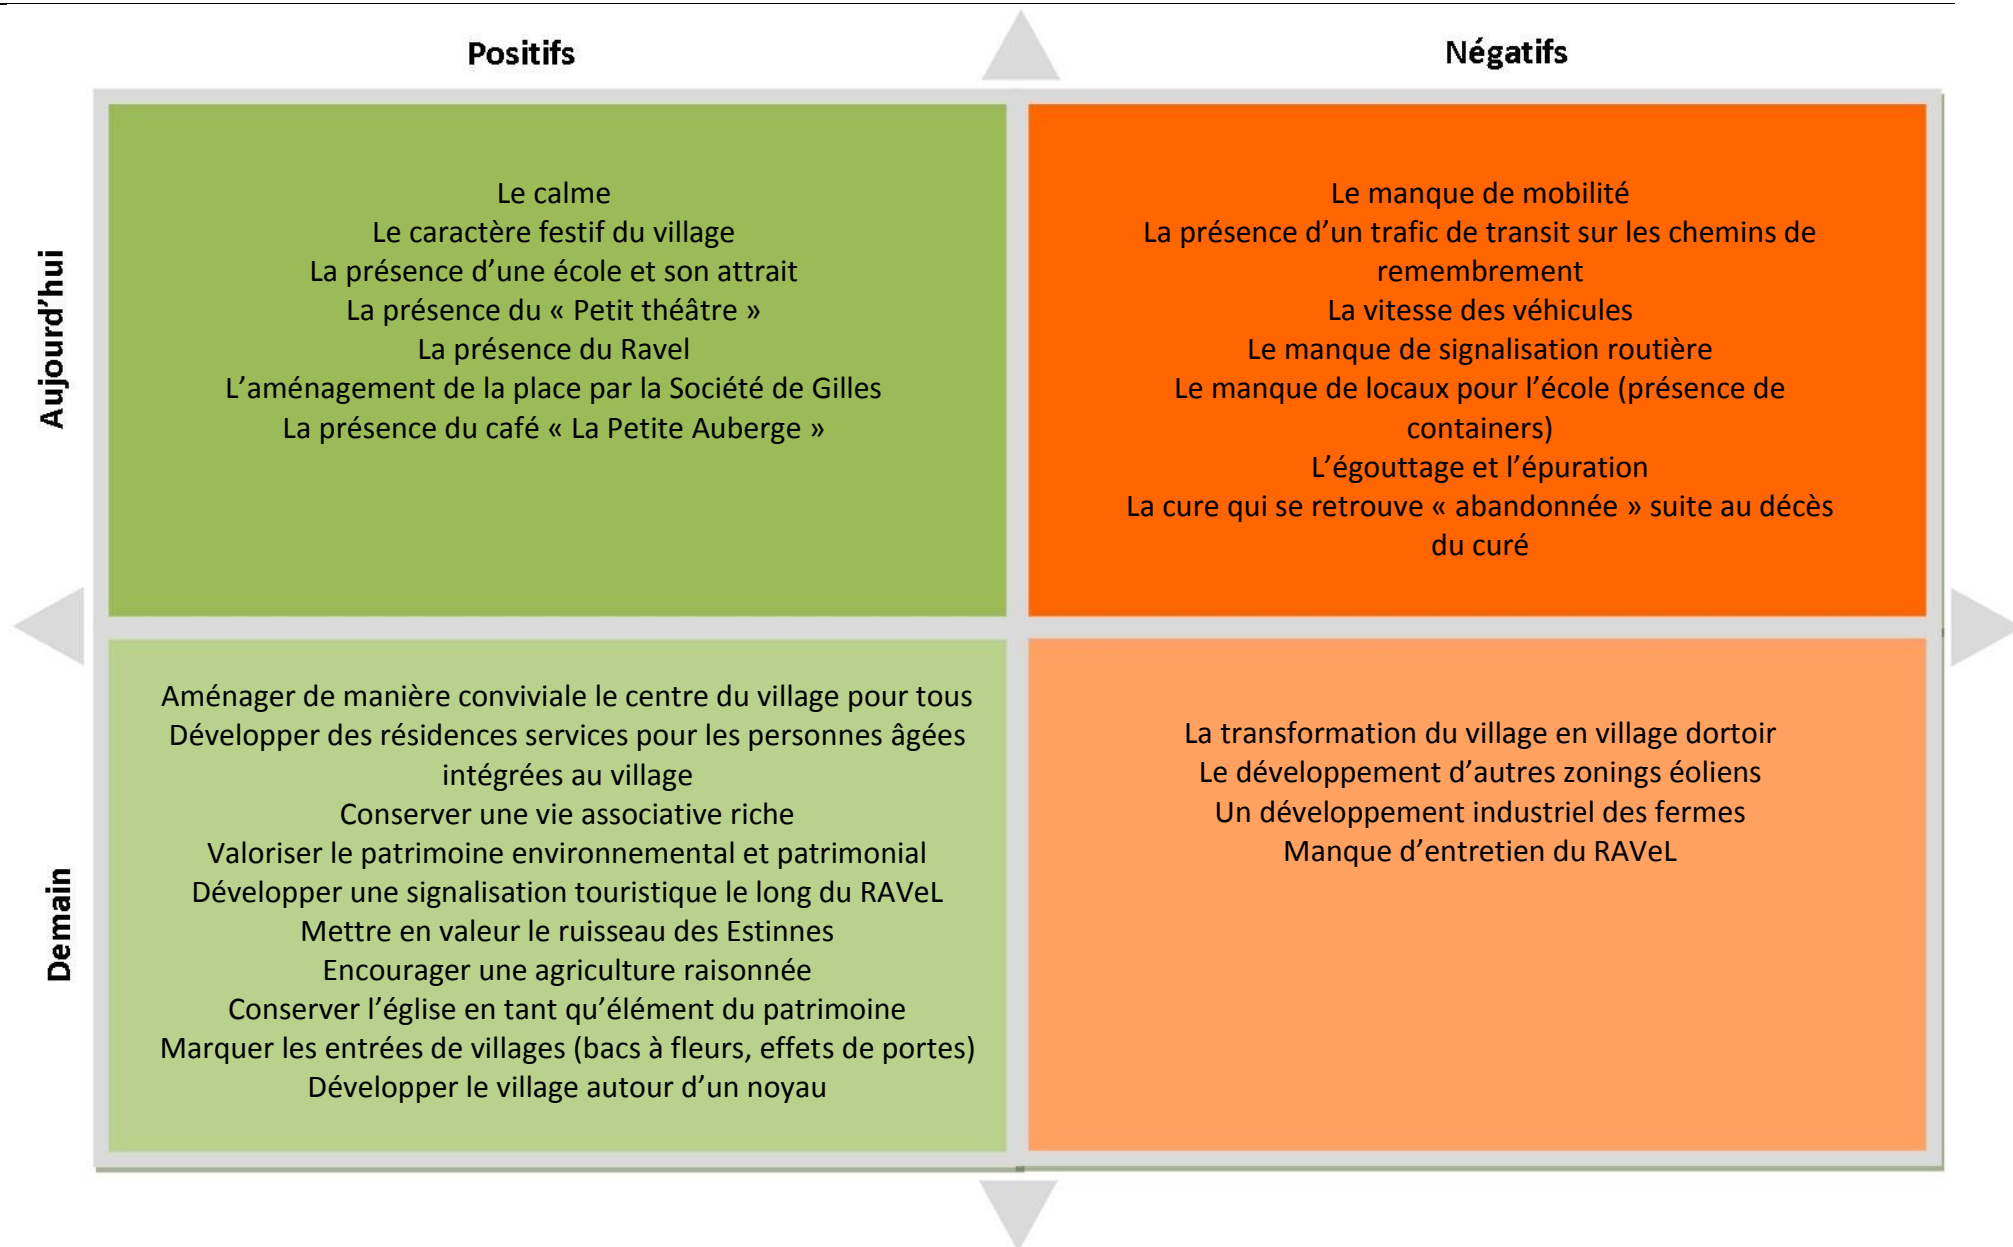 Positifs
Négatifs
Aujourd'hui
Le calme
Le caractère festif du village
La présence d’une école et son attrait
La présence du « Petit théâtre »
La présence du Ravel
L’aménagement de la place par la Société de Gilles
La présence du café « La Petite Auberge »
Le manque de mobilité
La présence d’un trafic de transit sur les chemins de
remembrement
La vitesse des véhicules
Le manque de signalisation routière
Le manque de locaux pour l’école (présence de
containers)
L’égouttage et l’épuration
La cure qui se retrouve « abandonnée » suite au décès
du curé
Demain
Aménager de manière conviviale le centre du village pour tous
Développer des résidences services pour les personnes âgées
intégrées au village
Conserver une vie associative riche
Valoriser le patrimoine environnemental et patrimonial
Développer une signalisation touristique le long du RAVeL
Mettre en valeur le ruisseau des Estinnes
Encourager une agriculture raisonnée
Conserver l’église en tant qu’élément du patrimoine
Marquer les entrées de villages (bacs à fleurs, effets de portes)
Développer le village autour d’un noyau
La transformation du village en village dortoir
Le développement d’autres zonings éoliens
Un développement industriel des fermes
Manque d’entretien du RAVeL